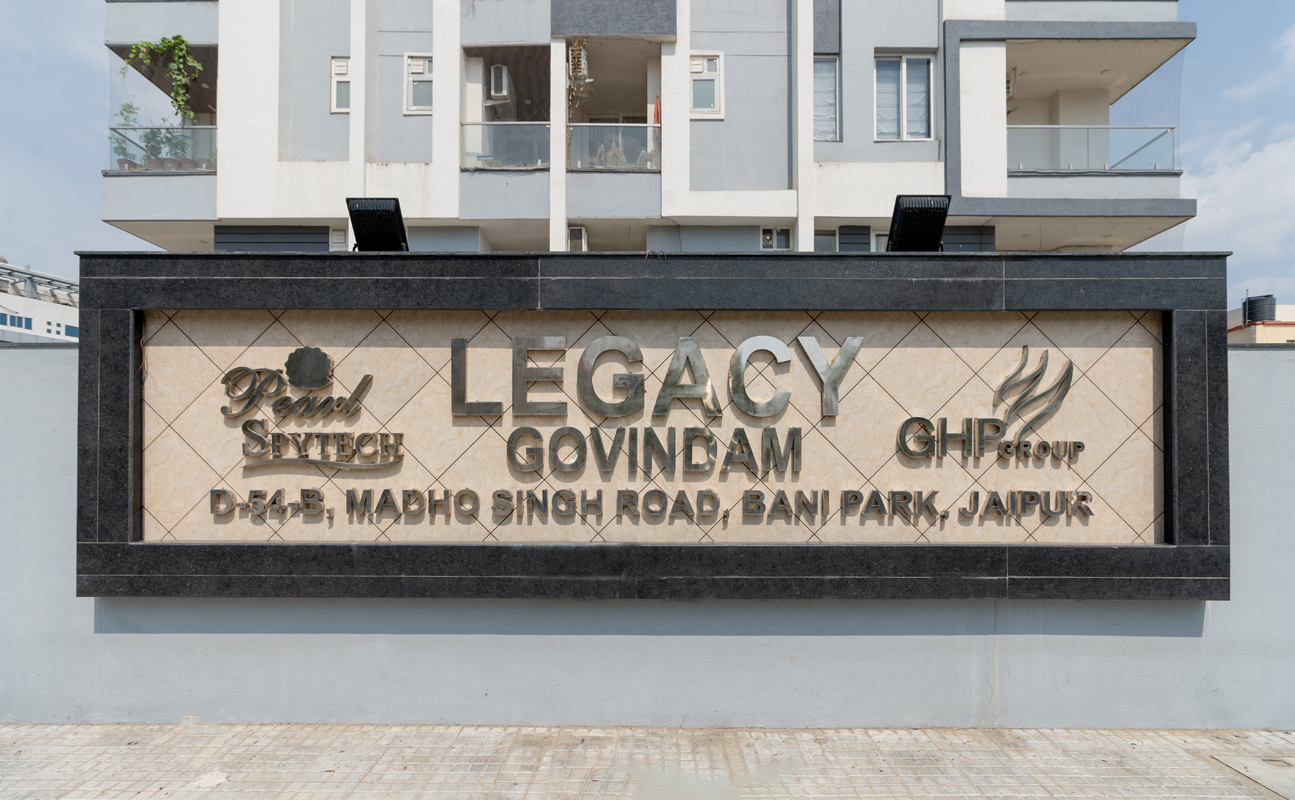 Pearl
SPYTECH
LEGACY
GOVINDAM
GHP GROUP
D-54-B, MADHO SINGH ROAD, BANI PARK, JAIPUR